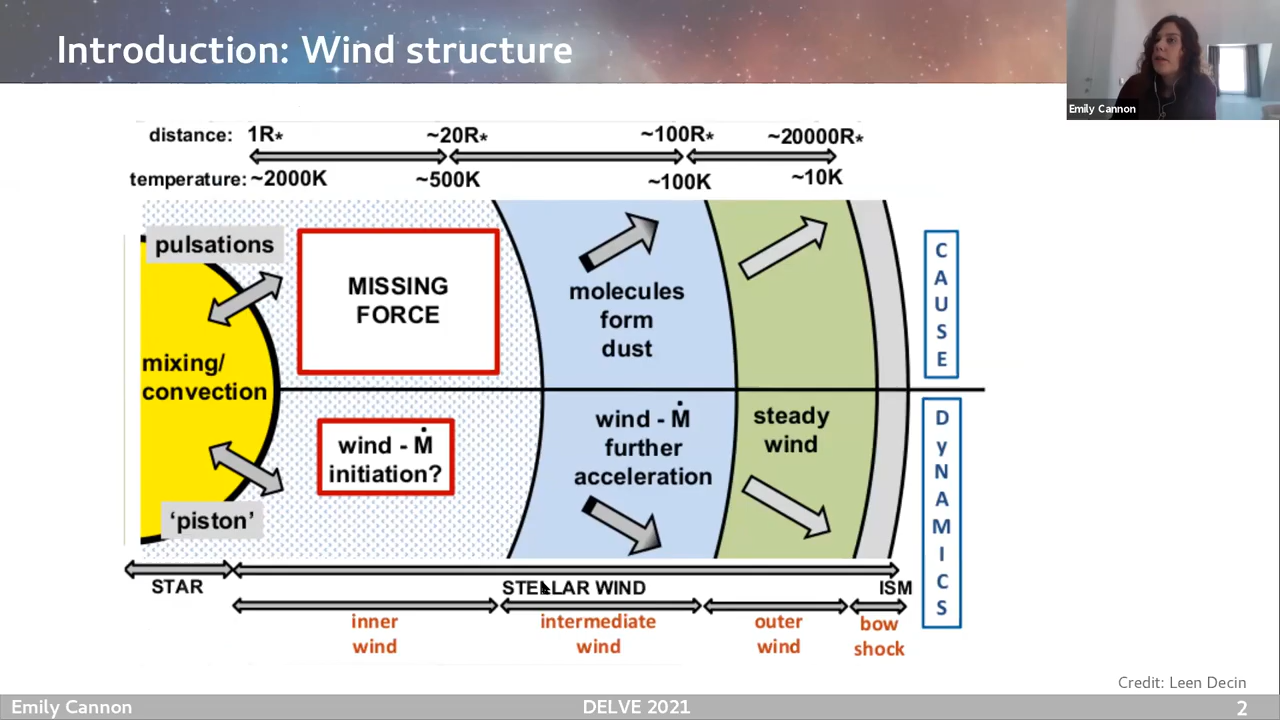 Introduction: Wind structure
Emily Cannon
distance: 1R* ~20R* ~100R* ~20000R*
temperature: ~2000K ~500K ~100K ~10K
pulsations
MISSING
FORCE
molecules
form
dust
CAUSE
mixing/
convection
wind - Ṁ
initiation?
wind - Ṁ
further
acceleration
steady
wind
DyNAMICS
'piston'
STAR
STELLAR WIND
ISM
inner
wind
intermediate
wind
outer
wind
bow
shock
Credit: Leen Decin
Emily Cannon
DELVE 2021
2